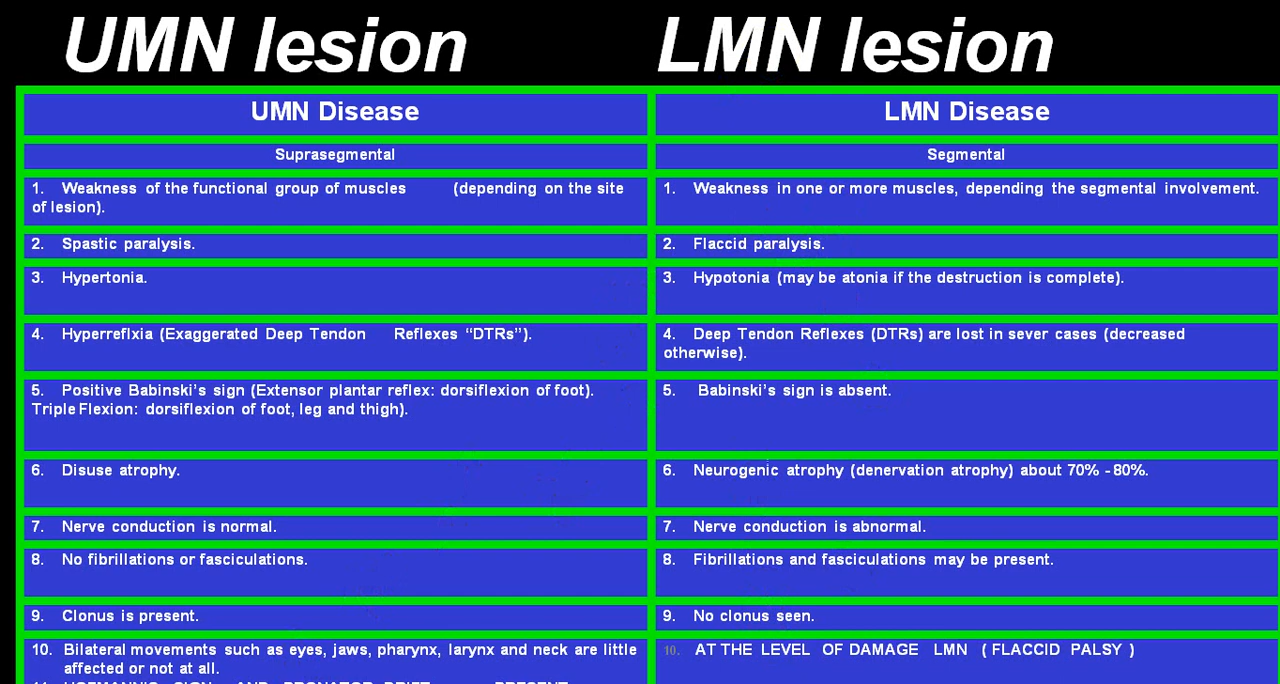 UMN lesion
LMN lesion
UMN Disease
LMN Disease
Suprasegmental
Segmental
1. Weakness of the functional group of muscles (depending on the site
of lesion).
1. Weakness in one or more muscles, depending the segmental involvement.
2. Spastic paralysis.
2. Flaccid paralysis.
3. Hypertonia.
3. Hypotonia (may be atonia if the destruction is complete).
4. Hyperreflxia (Exaggerated Deep Tendon Reflexes “DTRs”).
4. Deep Tendon Reflexes (DTRs) are lost in sever cases (decreased
otherwise).
5. Positive Babinski’s sign (Extensor plantar reflex: dorsiflexion of foot).
Triple Flexion: dorsiflexion of foot, leg and thigh).
5. Babinski’s sign is absent.
6. Disuse atrophy.
6. Neurogenic atrophy (denervation atrophy) about 70% - 80%.
7. Nerve conduction is normal.
7. Nerve conduction is abnormal.
8. No fibrillations or fasciculations.
8. Fibrillations and fasciculations may be present.
9. Clonus is present.
9. No clonus seen.
10. Bilateral movements such as eyes, jaws, pharynx, larynx and neck are little
affected or not at all.
10. AT THE LEVEL OF DAMAGE LMN ( FLACCID PALSY )